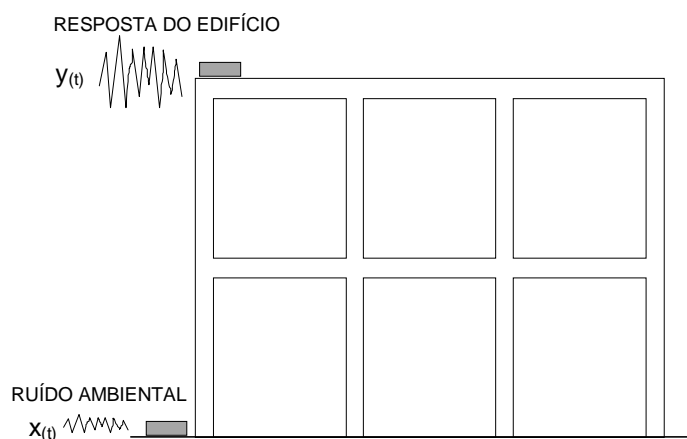 RESPOSTA DO EDIFÍCIO
y(t)
RUÍDO AMBIENTAL
x(t)